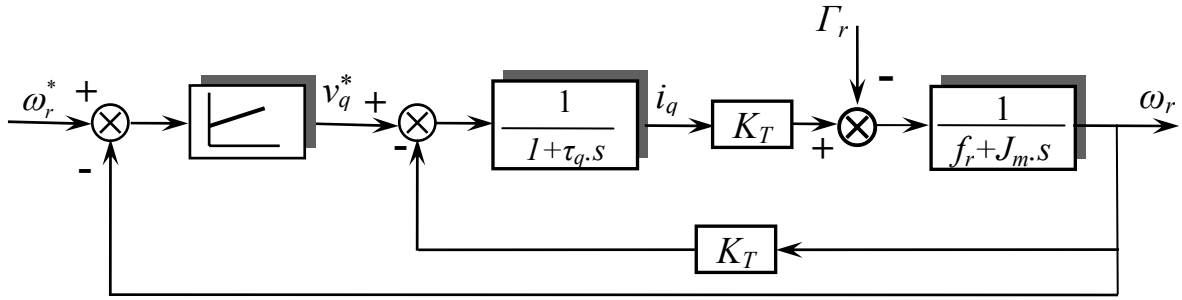 Γr
ωr* + - vq* + - 1 iq KT + - 1 ωr
1+τq.s fr+Jm.s
KT